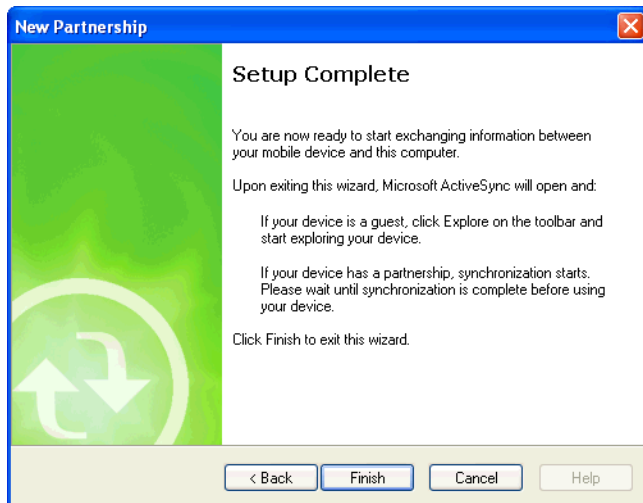 New Partnership
Setup Complete
You are now ready to start exchanging information between
your mobile device and this computer.
Upon exiting this wizard, Microsoft ActiveSync will open and:
If your device is a guest, click Explore on the toolbar and
start exploring your device.
If your device has a partnership, synchronization starts.
Please wait until synchronization is complete before using
your device.
Click Finish to exit this wizard.
< Back Finish Cancel Help